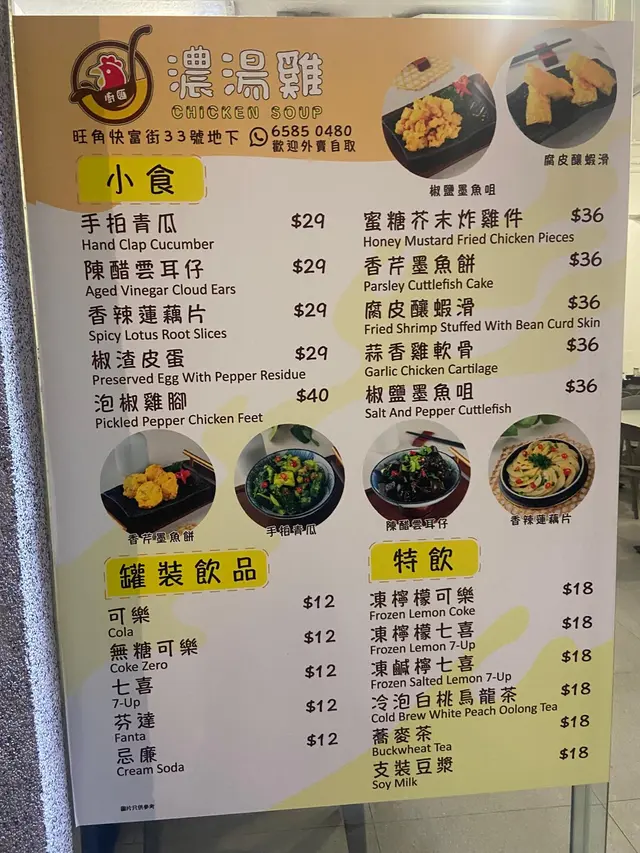 廚匠
濃湯雞
CHICKEN SOUP
旺角快富街33號地下 6585 0480
歡迎外賣自取
椒鹽墨魚咀
腐皮釀蝦滑
小食
手拍青瓜 $29
Hand Clap Cucumber
陳醋雲耳仔 $29
Aged Vinegar Cloud Ears
香辣蓮藕片 $29
Spicy Lotus Root Slices
椒渣皮蛋 $29
Preserved Egg With Pepper Residue
泡椒雞腳 $40
Pickled Pepper Chicken Feet
蜜糖芥末炸雞件 $36
Honey Mustard Fried Chicken Pieces
香芹墨魚餅 $36
Parsley Cuttlefish Cake
腐皮釀蝦滑 $36
Fried Shrimp Stuffed With Bean Curd Skin
蒜香雞軟骨 $36
Garlic Chicken Cartilage
椒鹽墨魚咀 $36
Salt And Pepper Cuttlefish
香芹墨魚餅
手拍青瓜
陳醋雲耳仔
香辣蓮藕片
罐裝飲品
可樂 $12
Cola
無糖可樂 $12
Coke Zero
七喜 $12
7-Up
芬達 $12
Fanta
忌廉 $12
Cream Soda
特飲
凍檸檬可樂 $18
Frozen Lemon Coke
凍檸檬七喜 $18
Frozen Lemon 7-Up
凍鹹檸七喜 $18
Frozen Salted Lemon 7-Up
冷泡白桃烏龍茶 $18
Cold Brew White Peach Oolong Tea
蕎麥茶 $18
Buckwheat Tea
支裝豆漿 $18
Soy Milk
圖片只供參考